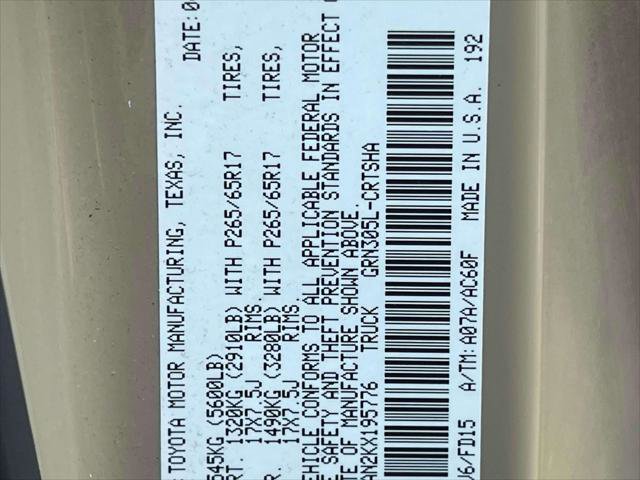 TOYOTA MOTOR MANUFACTURING, TEXAS, INC. DATE:0
545KG (5600LB)
RT. 1320KG (2910LB) WITH P265/65R17 TIRES,
17X7.5J RIMS.
R. 1490KG (3280LB) WITH P265/65R17 TIRES,
17X7.5J RIMS.
EHICLE CONFORMS TO ALL APPLICABLE FEDERAL MOTOR
E SAFETY AND THEFT PREVENTION STANDARDS IN EFFECT
TE OF MANUFACTURE SHOWN ABOVE.
AN2KX195776 TRUCK GRN305L-CRTSHA
V6/FD15 A/TM:A07A/AC60F MADE IN U.S.A. 192